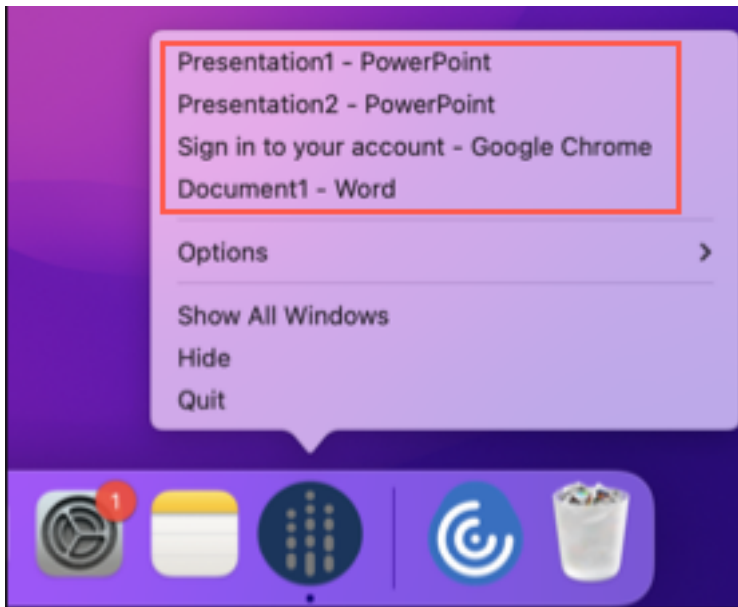 Presentation1 - PowerPoint
Presentation2 - PowerPoint
Sign in to your account - Google Chrome
Document1 - Word
Options
Show All Windows
Hide
Quit
1